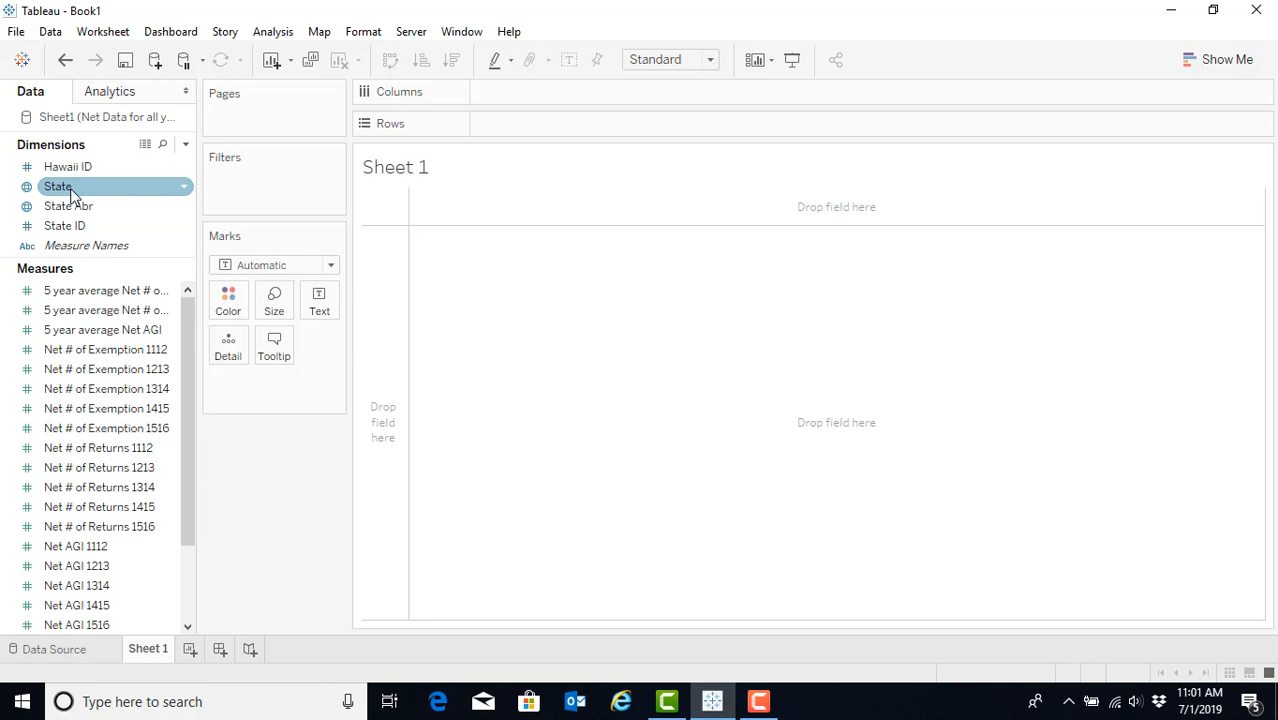 Tableau - Book1
File Data Worksheet Dashboard Story Analysis Map Format Server Window Help
Standard
Show Me
Data Analytics
Pages
Columns
Sheet1 (Net Data for all y...
Rows
Dimensions
Filters
Hawaii ID
State
State Abr
State ID
Measure Names
Sheet 1
Drop field here
Marks
Automatic
Color Size Text
Detail Tooltip
Measures
5 year average Net # o...
5 year average Net # o...
5 year average Net AGI
Net # of Exemption 1112
Net # of Exemption 1213
Net # of Exemption 1314
Net # of Exemption 1415
Net # of Exemption 1516
Net # of Returns 1112
Net # of Returns 1213
Net # of Returns 1314
Net # of Returns 1415
Net # of Returns 1516
Net AGI 1112
Net AGI 1213
Net AGI 1314
Net AGI 1415
Net AGI 1516
Drop
field
here
Drop field here
Data Source Sheet 1
Type here to search
11:01 AM
7/1/2019
5